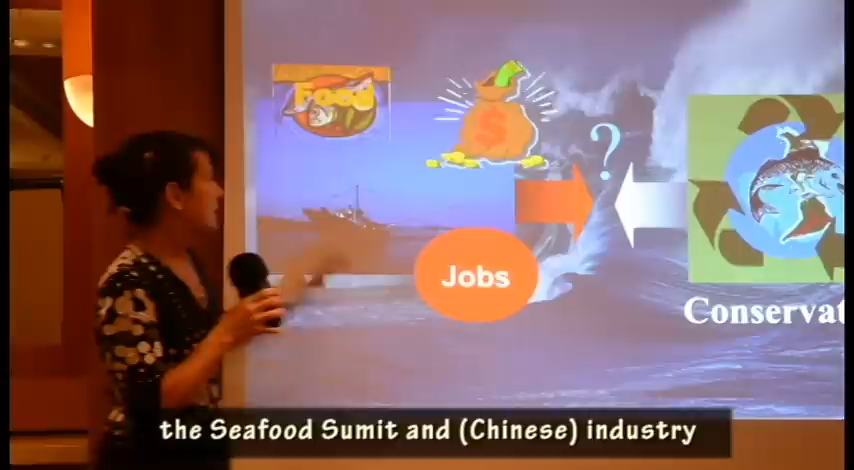 Food
$
?
Jobs
Conservat
the Seafood Sumit and (Chinese) industry